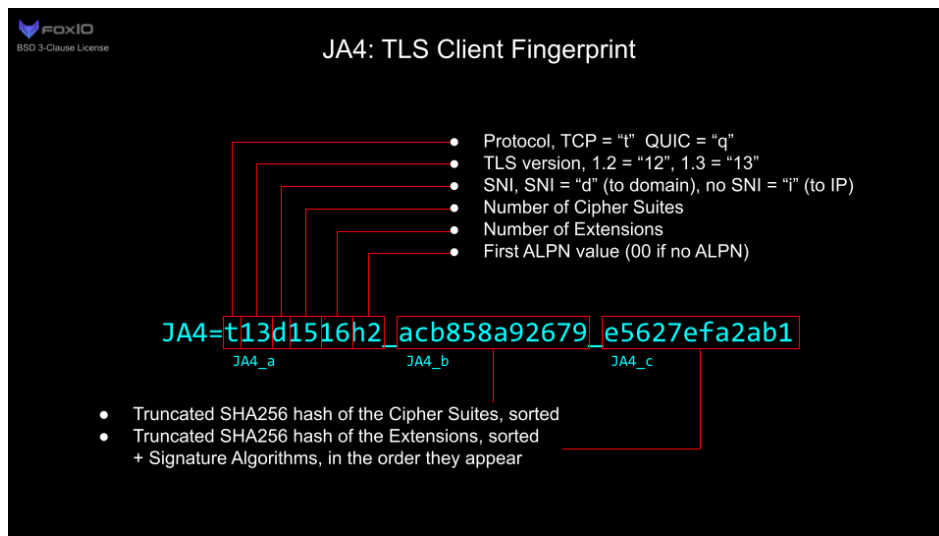 FOXIO
BSD 3-Clause License
JA4: TLS Client Fingerprint
● Protocol, TCP = “t”  QUIC = “q”
● TLS version, 1.2 = “12”, 1.3 = “13”
● SNI, SNI = “d” (to domain), no SNI = “i” (to IP)
● Number of Cipher Suites
● Number of Extensions
● First ALPN value (00 if no ALPN)
JA4=t13d1516h2_acb858a92679_e5627efa2ab1
JA4_a JA4_b JA4_c
● Truncated SHA256 hash of the Cipher Suites, sorted
● Truncated SHA256 hash of the Extensions, sorted
+ Signature Algorithms, in the order they appear